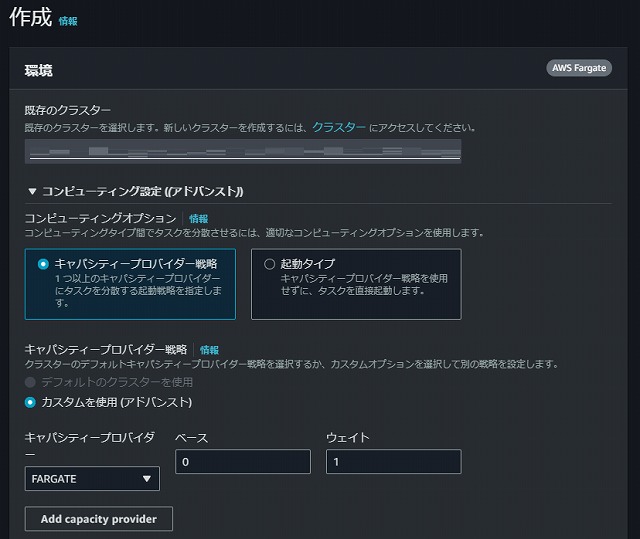 作成 情報
環境
AWS Fargate
既存のクラスター
既存のクラスターを選択します。新しいクラスターを作成するには、クラスター にアクセスしてください。
▼ コンピューティング設定 ((アドバンスト))
コンピューティングオプション 情報
コンピューティングタイプ間でタスクを分散させるには、適切なコンピューティングオプションを使用します。
キャパシティープロバイダー戦略
1 つ以上のキャパシティープロバイダー
にタスクを分散する起動戦略を指定しま
す。
起動タイプ
キャパシティープロバイダー戦略を使用
せずに、タスクを直接起動します。
キャパシティープロバイダー戦略 情報
クラスターのデフォルトキャパシティープロバイダー戦略を選択するか、カスタムオプションを選択して別の戦略を設定します。
デフォルトのクラスターを使用
カスタムを使用 (アドバンスト)
キャパシティープロバイダ
ー
FARGATE
ベース
0
ウェイト
1
Add capacity provider